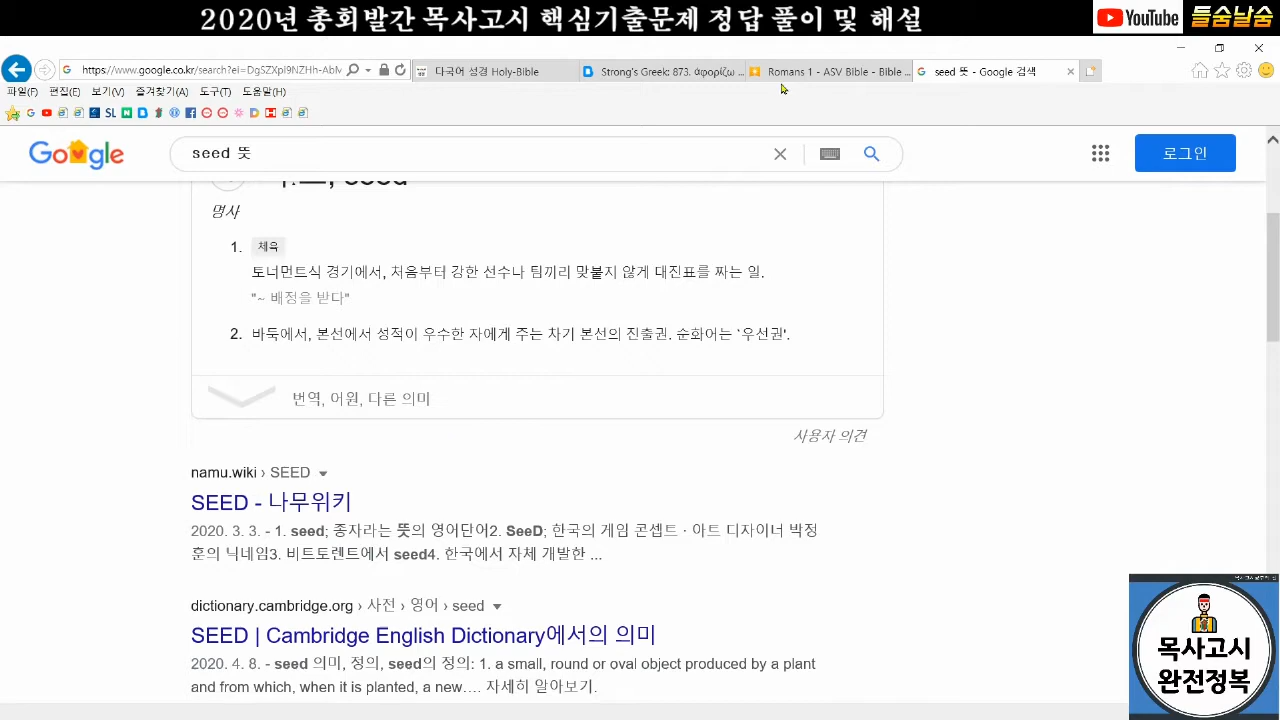 2020년 총회발간 목사고시 핵심기출문제 정답 풀이 및 해설
YouTube
들숨날숨
https://www.google.co.kr/search?ei=DgSZXpl9NZHh-AbM
다국어 성경 Holy-Bible
Strong's Greek: 873. ἀφορίζω ...
Romans 1 - ASV Bible - Bible ...
seed 뜻 - Google 검색
파일(F) 편집(E) 보기(V) 즐겨찾기(A) 도구(T) 도움말(H)
Google
seed 뜻
로그인
명사
1. 체육
토너먼트식 경기에서, 처음부터 강한 선수나 팀끼리 맞붙지 않게 대진표를 짜는 일.
"~ 배정을 받다"
2. 바둑에서, 본선에서 성적이 우수한 자에게 주는 차기 본선의 진출권. 순화어는 `우선권'.
번역, 어원, 다른 의미
사용자 의견
namu.wiki › SEED
SEED - 나무위키
2020. 3. 3. - 1. seed; 종자라는 뜻의 영어단어2. SeeD; 한국의 게임 콘셉트 · 아트 디자이너 박정
훈의 닉네임3. 비트토렌트에서 seed4. 한국에서 자체 개발한 ...
dictionary.cambridge.org › 사전 › 영어 › seed
SEED | Cambridge English Dictionary에서의 의미
2020. 4. 8. - seed 의미, 정의, seed의 정의: 1. a small, round or oval object produced by a plant
and from which, when it is planted, a new.... 자세히 알아보기.
목사고시
완전정복